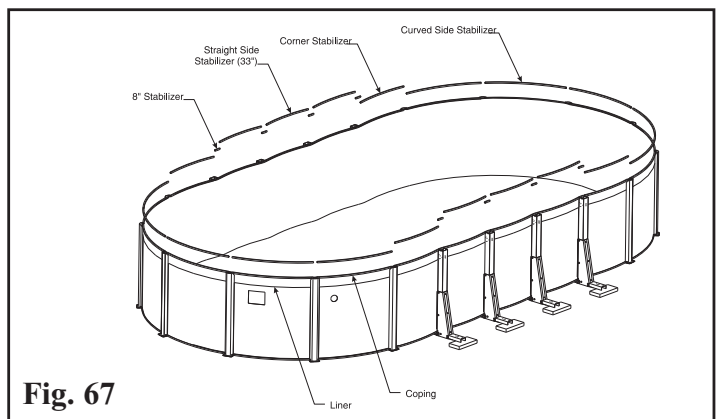 Curved Side Stabilizer
Corner Stabilizer
Straight Side
Stabilizer (33")
8" Stabilizer
Fig. 67
Liner
Coping